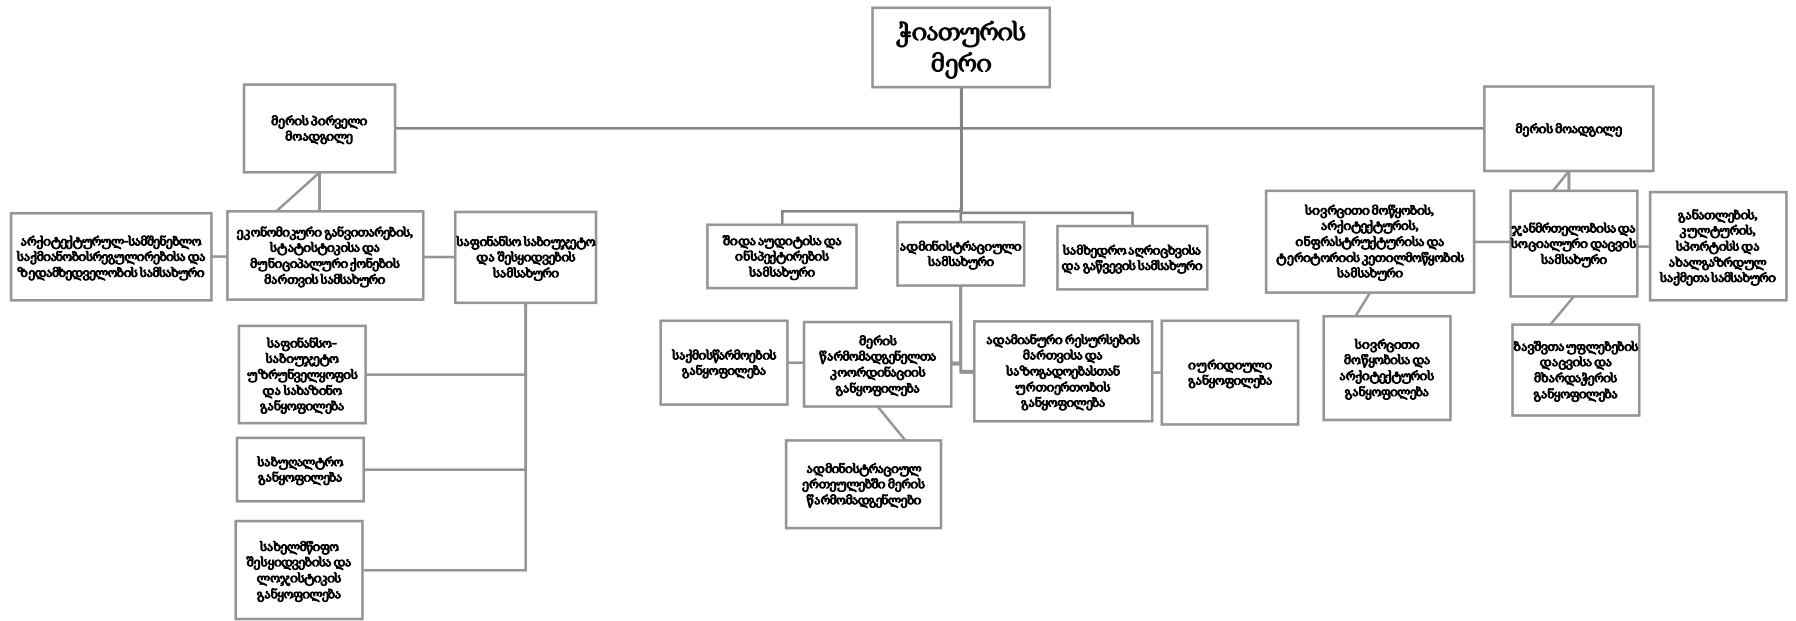 ჭიათურის
მერი
მერის პირველი
მოადგილე
მერის მოადგილე
არქიტექტურულ-სამშენებლო
საქმიანობისრეგულირებისა და
ზედამხედველობის სამსახური
ეკონომიკური განვითარების,
სტატისტიკისა და
მუნიციპალური ქონების
მართვის სამსახური
საფინანსო საბიუჯეტო
და შესყიდვების
სამსახური
შიდა აუდიტისა და
ინსპექტირების
სამსახური
ადმინისტრაციული
სამსახური
სამხედრო აღრიცხვისა
და გაწვევის სამსახური
სივრცითი მოწყობის,
არქიტექტურის,
ინფრასტრუქტურისა და
ტერიტორიის კეთილმოწყობის
სამსახური
ჯანმრთელობისა და
სოციალური დაცვის
სამსახური
განათლების,
კულტურის,
სპორტისს და
ახალგაზრდულ
საქმეთა სამსახური
საფინანსო-
საბიუჯეტო
უზრუნველყოფის
და სახაზინო
განყოფილება
საბუღალტრო
განყოფილება
სახელმწიფო
შესყიდვებისა და
ლოჯისტიკის
განყოფილება
საქმისწარმოების
განყოფილება
მერის
წარმომადგენელთა
კოორდინაციის
განყოფილება
ადამიანური რესურსების
მართვისა და
საზოგადოებასთან
ურთიერთობის
განყოფილება
იურიდიული
განყოფილება
ადმინისტრაციულ
ერთეულებში მერის
წარმომადგენლები
სივრცითი
მოწყობისა და
არქიტექტურის
განყოფილება
ბავშვთა უფლებების
დაცვისა და
მხარდაჭერის
განყოფილება